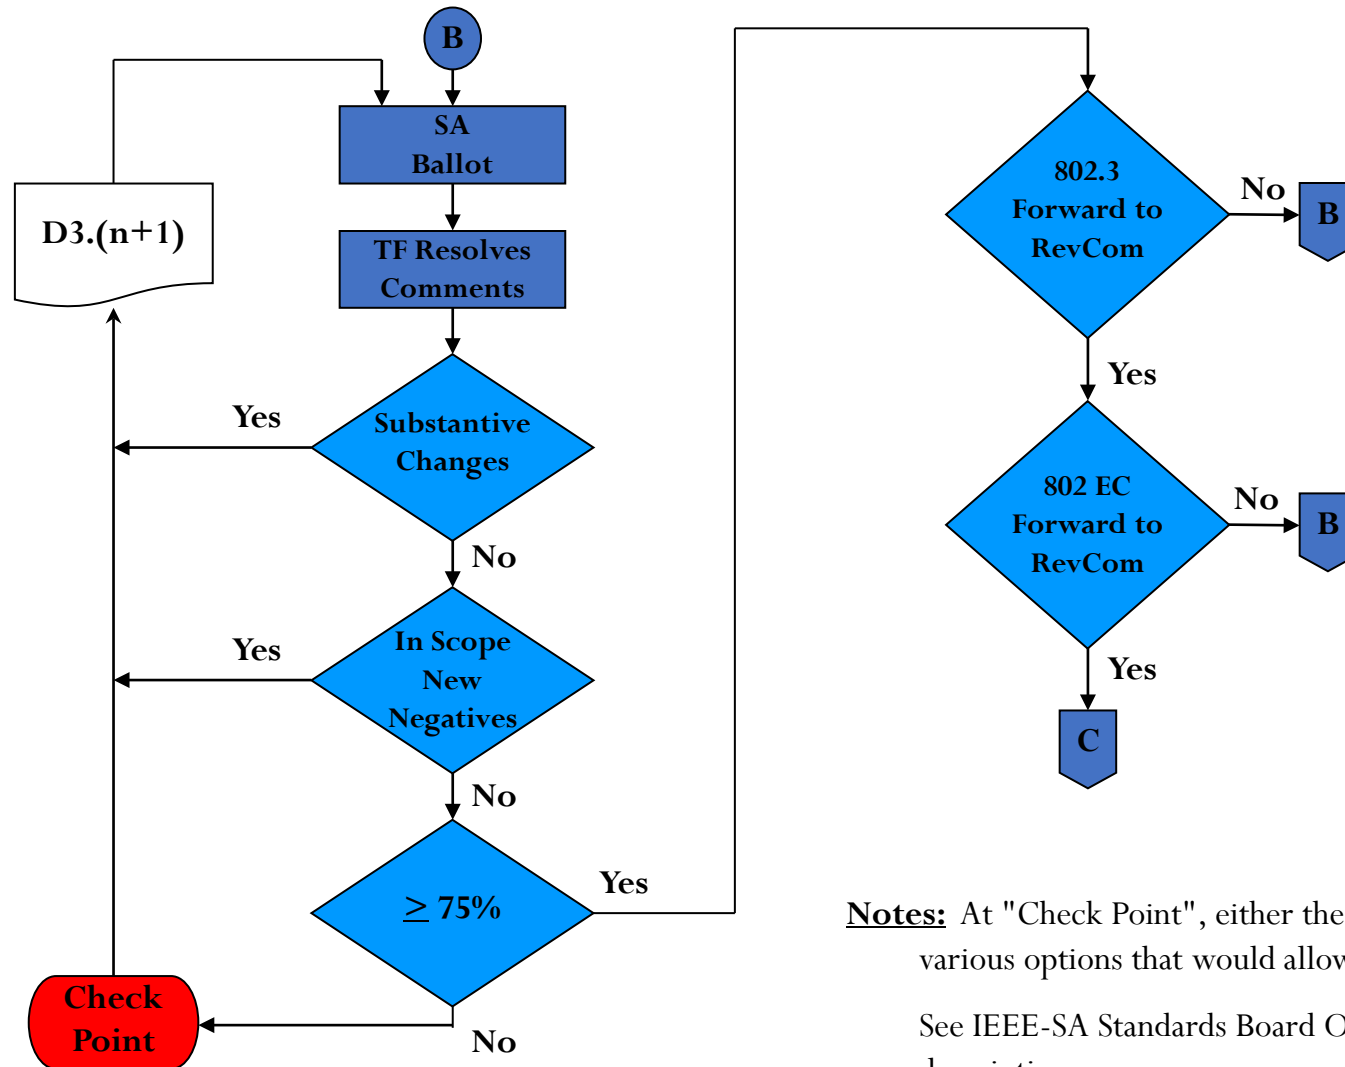 B
SA
Ballot
D3.(n+1)
TF Resolves
Comments
Substantive
Changes
Yes
No
In Scope
New
Negatives
Yes
No
≥ 75%
Yes
No
Check
Point
802.3
Forward to
RevCom
No
B
Yes
802 EC
Forward to
RevCom
No
B
Yes
C
Notes: At "Check Point", either the
various options that would allow
See IEEE-SA Standards Board O